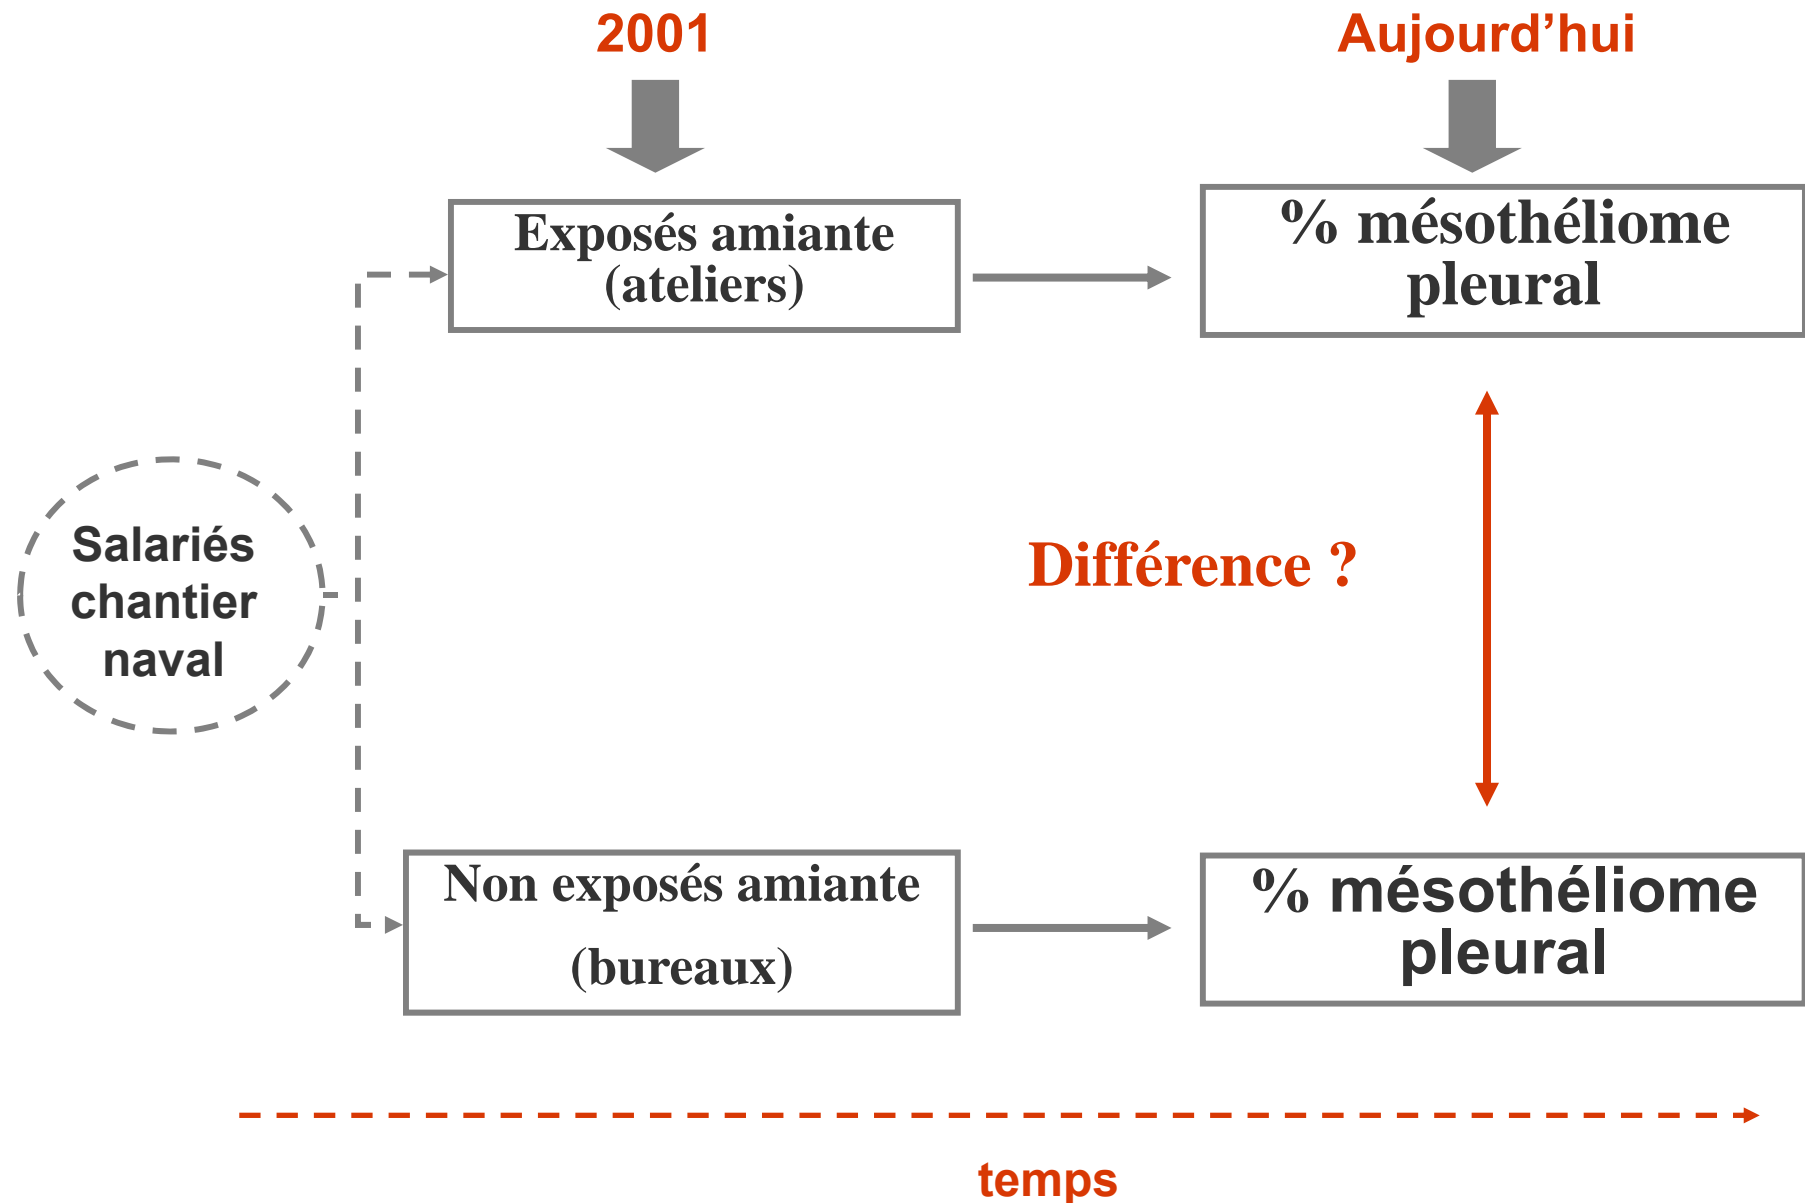 2001
Aujourd’hui
Exposés amiante
(ateliers)
% mésothéliome
pleural
Salariés
chantier
naval
Différence ?
Non exposés amiante
(bureaux)
% mésothéliome
pleural
temps